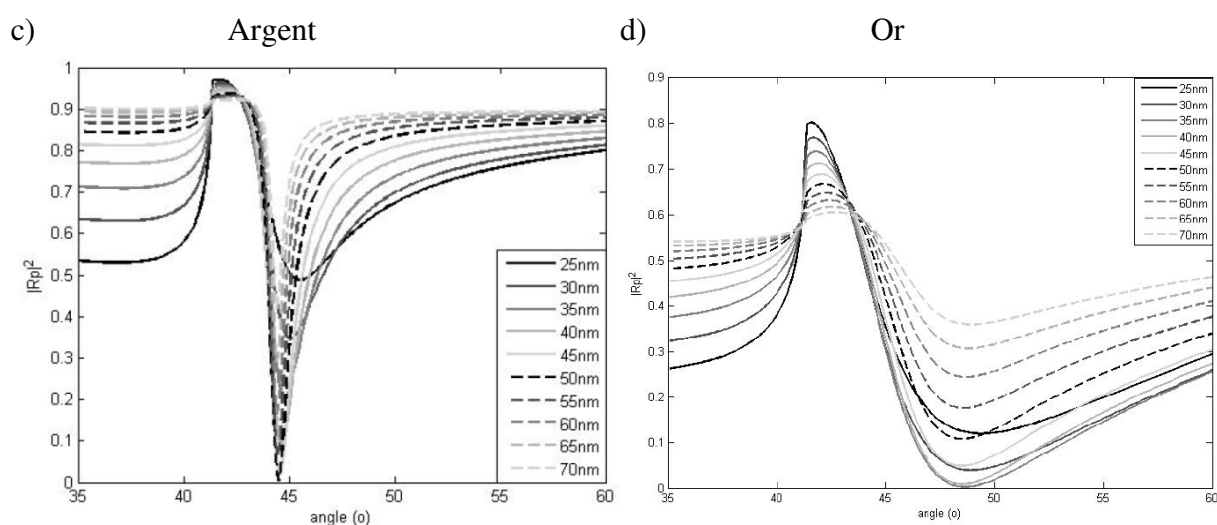 c) Argent
d) Or
1
0.9
0.8
0.7
0.6
0.5
0.4
0.3
0.2
0.1
0
|Rp|²
35 40 45 50 55 60
angle (o)
25nm
30nm
35nm
40nm
45nm
50nm
55nm
60nm
65nm
70nm
0.9
0.8
0.7
0.6
0.5
0.4
0.3
0.2
0.1
0
|Rp|²
35 40 45 50 55 60
angle (o)
25nm
30nm
35nm
40nm
45nm
50nm
55nm
60nm
65nm
70nm